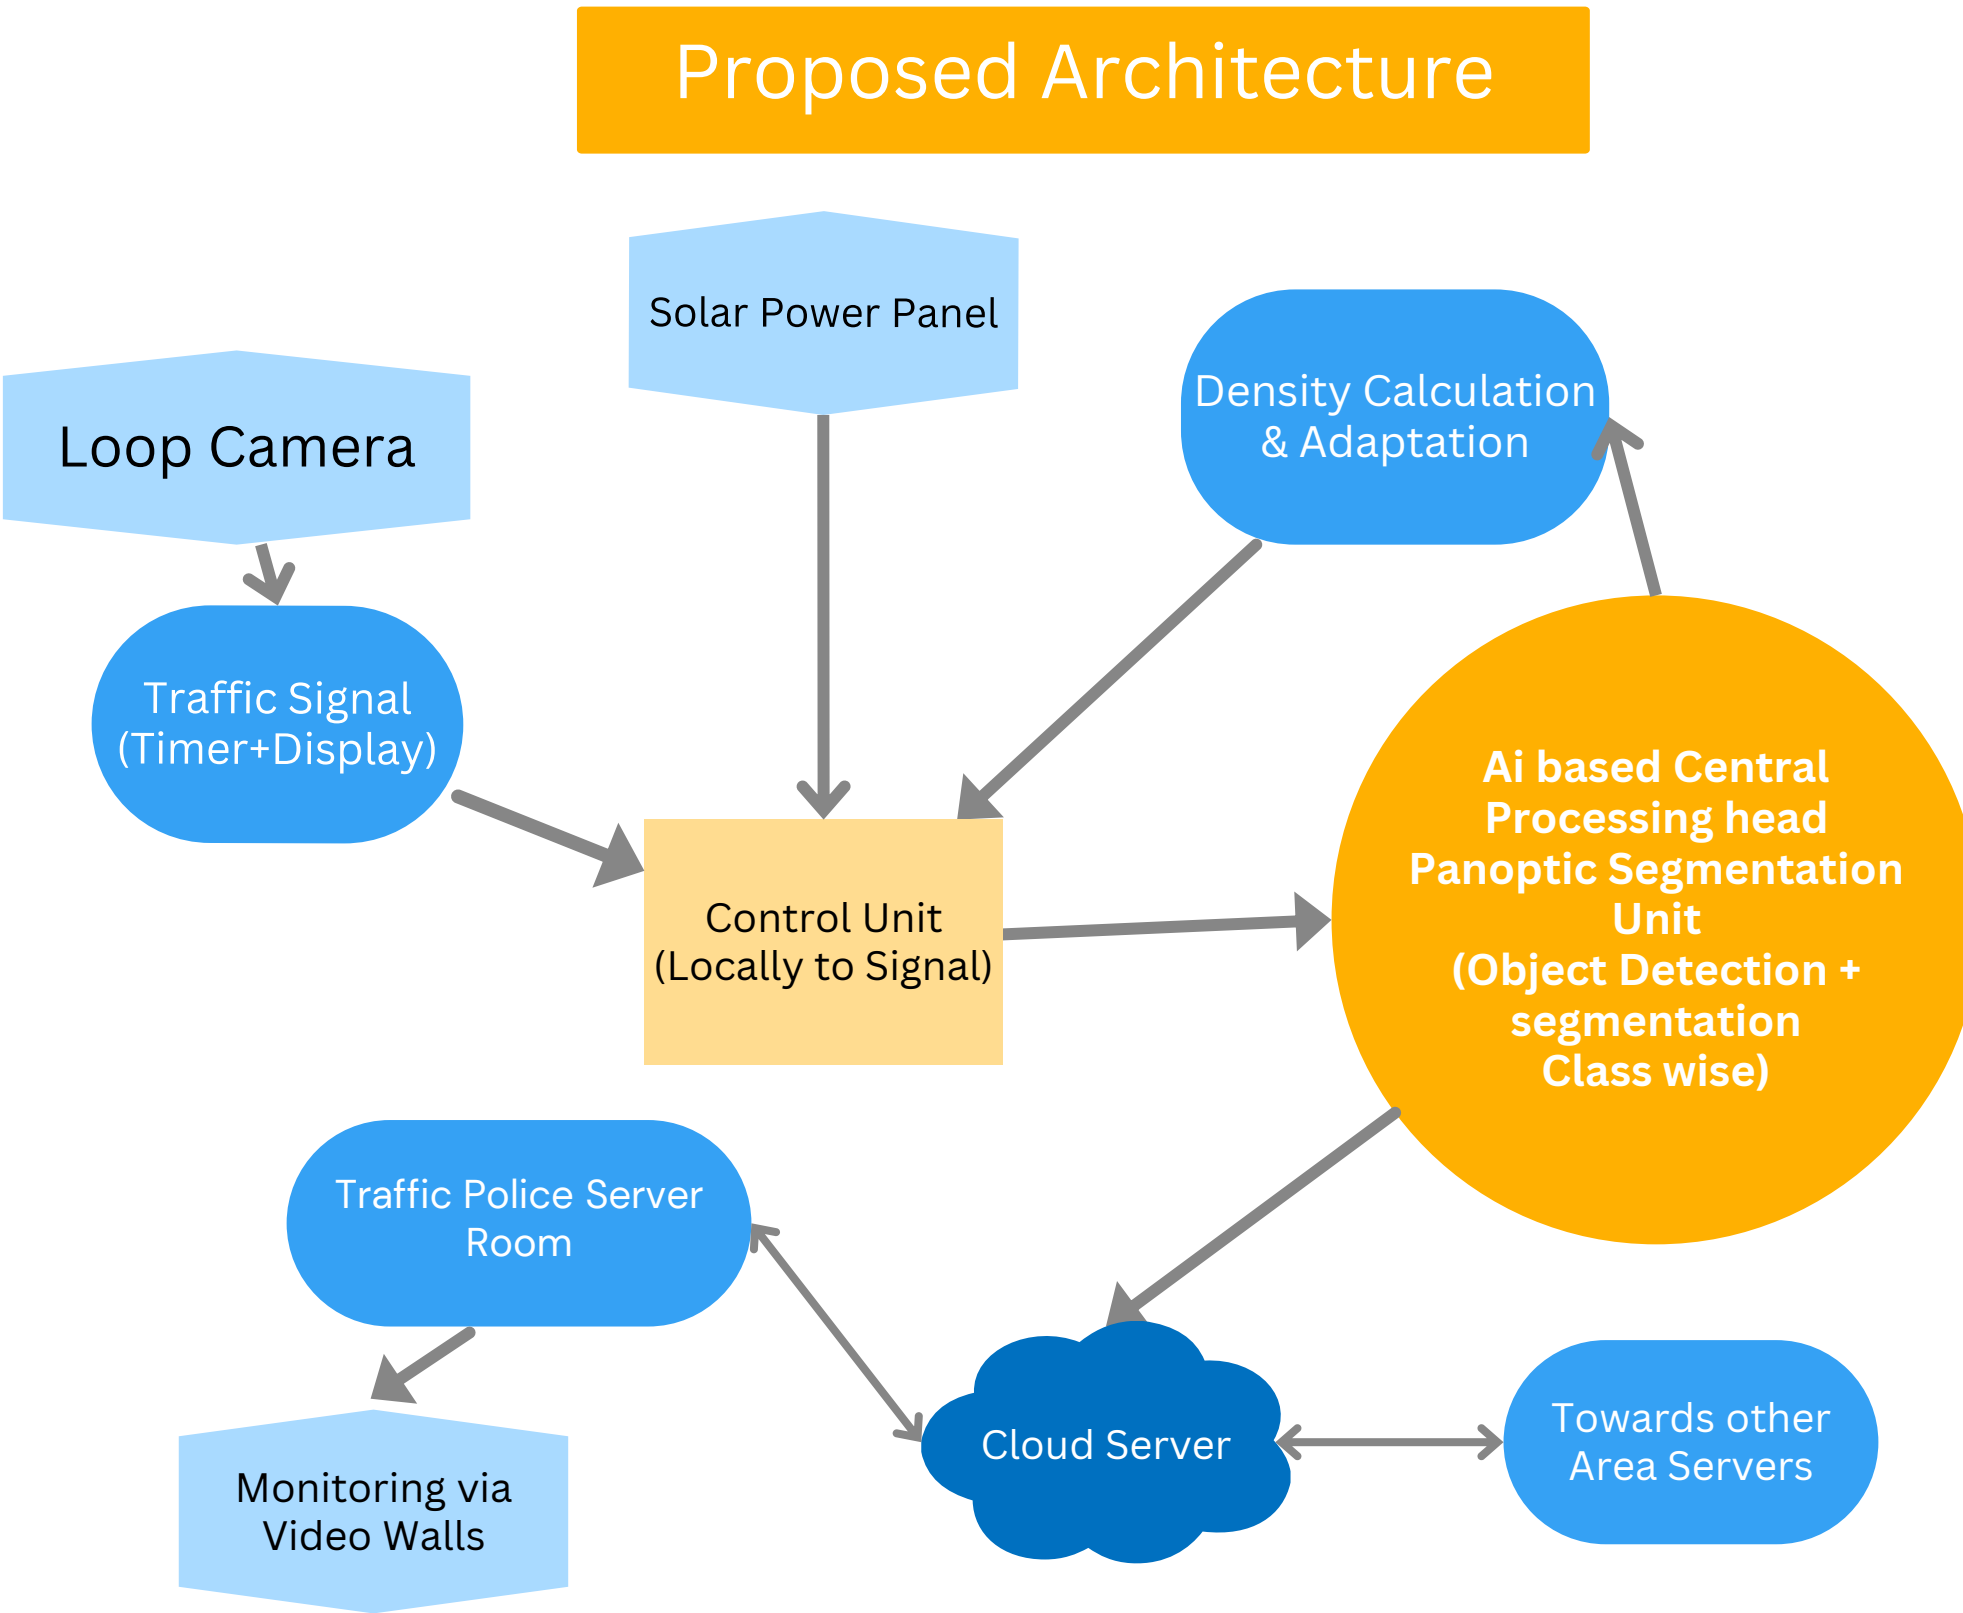 Proposed Architecture
Solar Power Panel
Density Calculation
& Adaptation
Loop Camera
Traffic Signal
(Timer+Display)
Ai based Central
Processing head
Panoptic Segmentation
Unit
(Object Detection +
segmentation
Class wise)
Control Unit
(Locally to Signal)
Traffic Police Server
Room
Cloud Server
Towards other
Area Servers
Monitoring via
Video Walls